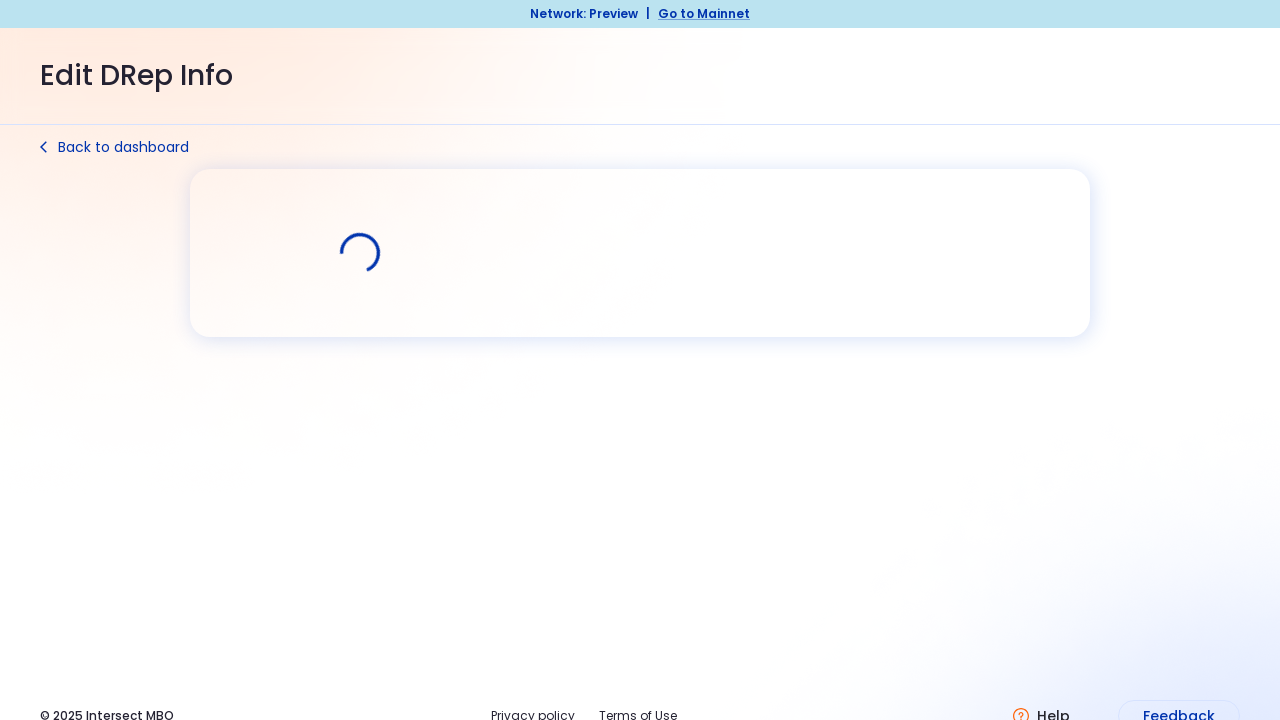 Network: Preview | Go to Mainnet
Edit DRep Info
Back to dashboard
© 2025 Intersect MBO
Privacy policy
Terms of Use
Help
Feedback